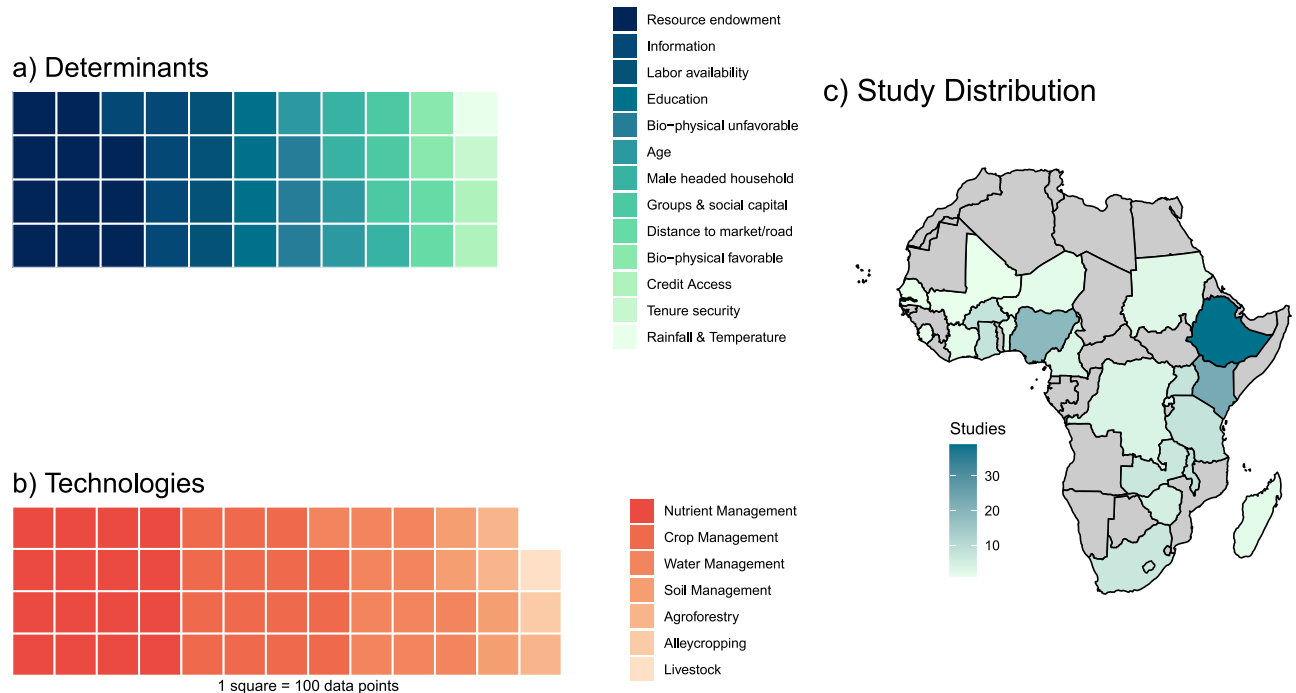 a) Determinants
Resource endowment
Information
Labor availability
Education
Bio−physical unfavorable
Age
Male headed household
Groups & social capital
Distance to market/road
Bio−physical favorable
Credit Access
Tenure security
Rainfall & Temperature
b) Technologies
Nutrient Management
Crop Management
Water Management
Soil Management
Agroforestry
Alleycropping
Livestock
1 square = 100 data points
c) Study Distribution
Studies
30
20
10